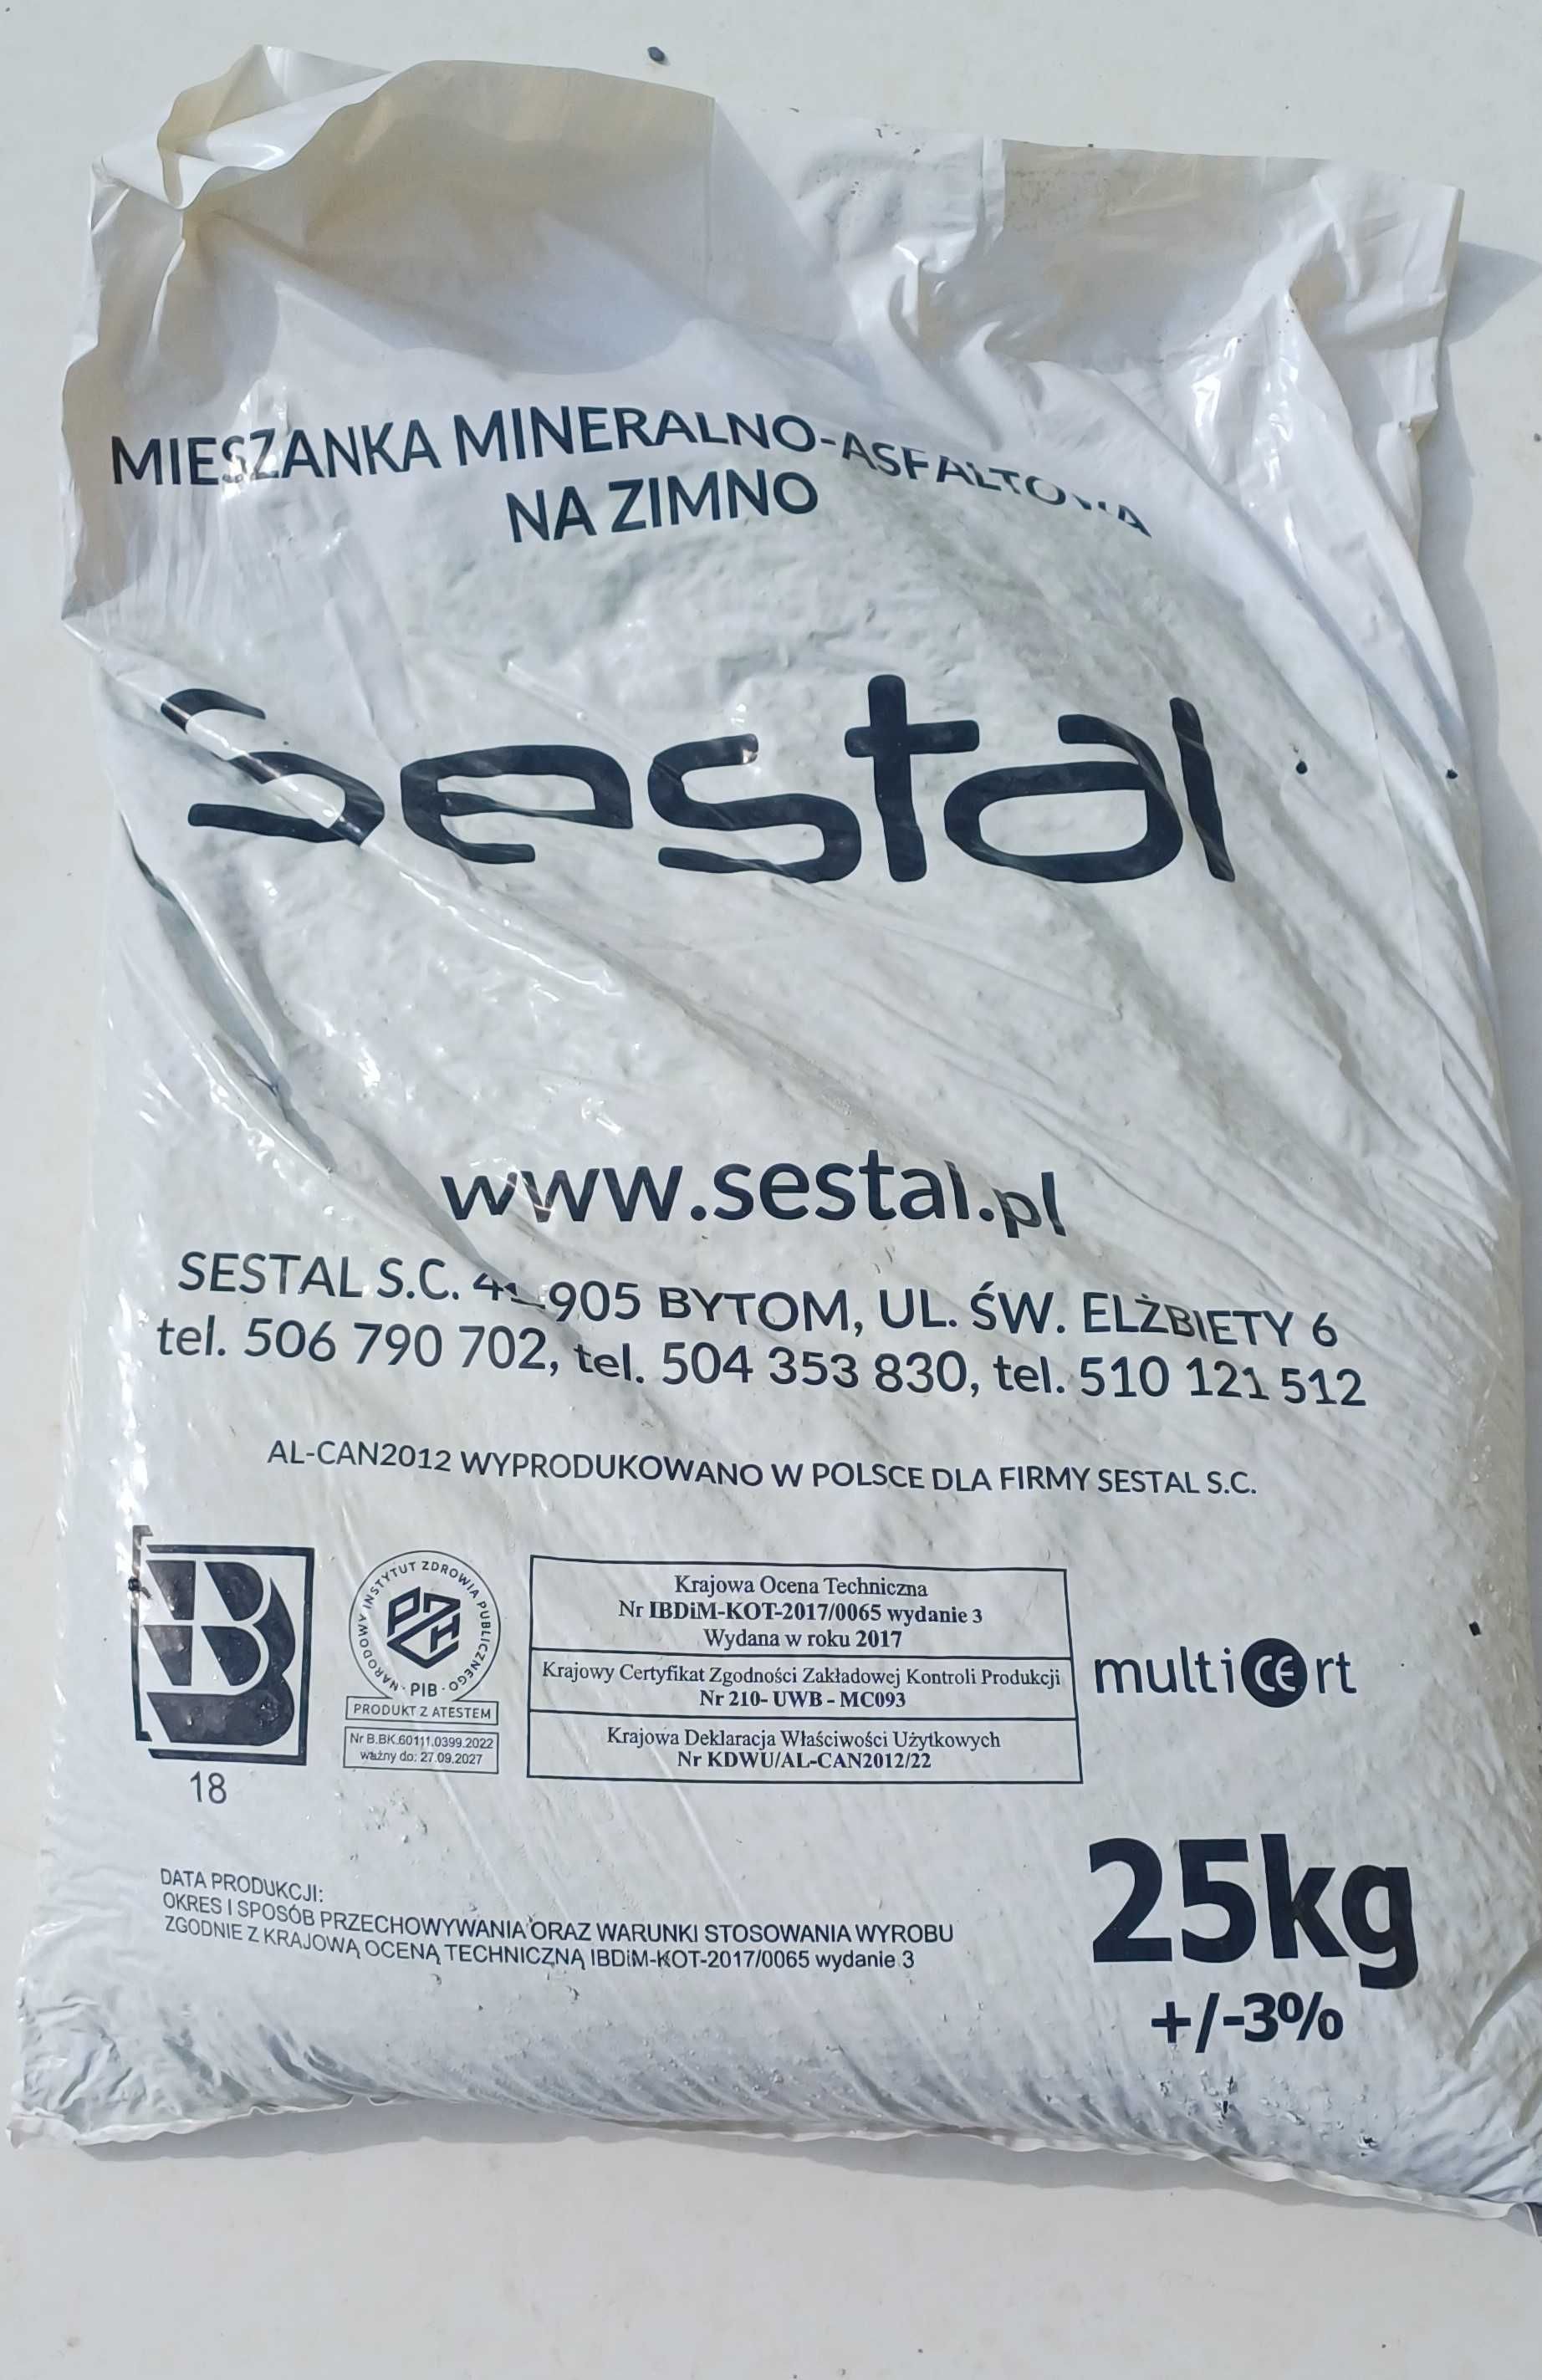 MIESZANKA MINERALNO-ASFALTOWA
NA ZIMNO
sestal
www.sestal.pl
SESTAL S.C. 41-905 BYTOM, UL. ŚW. ELŻBIETY 6
tel. 506 790 702, tel. 504 353 830, tel. 510 121 512
AL-CAN2012 WYPRODUKOWANO W POLSCE DLA FIRMY SESTAL S.C.
B
18
NARODOWY INSTYTUT ZDROWIA PUBLICZNEGO
PZH
PIB
PRODUKT Z ATESTEM
Nr B.BK.60111.0399.2022
ważny do: 27.09.2027
Krajowa Ocena Techniczna
Nr IBDiM-KOT-2017/0065 wydanie 3
Wydana w roku 2017
Krajowy Certyfikat Zgodności Zakładowej Kontroli Produkcji
Nr 210- UWB - MC093
Krajowa Deklaracja Właściwości Użytkowych
Nr KDWU/AL-CAN2012/22
multicert
DATA PRODUKCJI:
OKRES I SPOSÓB PRZECHOWYWANIA ORAZ WARUNKI STOSOWANIA WYROBU
ZGODNIE Z KRAJOWĄ OCENĄ TECHNICZNĄ IBDiM-KOT-2017/0065 wydanie 3
25kg
+/-3%